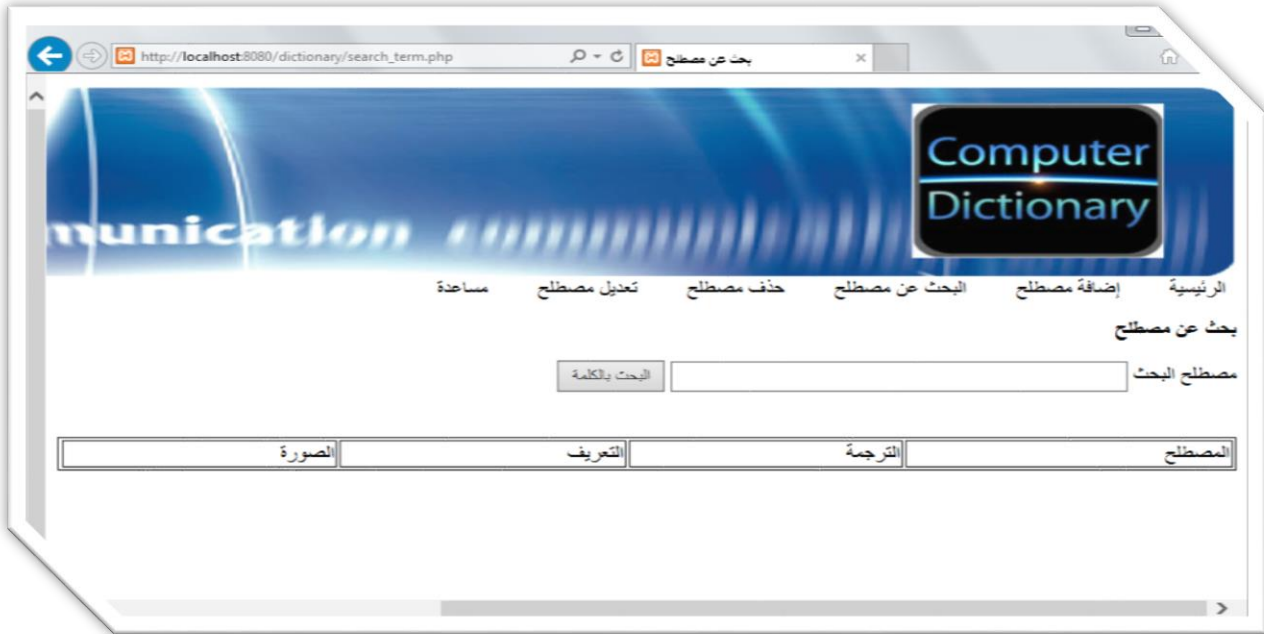 http://localhost:8080/dictionary/search_term.php
بحث عن مصطلح
Computer
Dictionary
munication
الرئيسية إضافة مصطلح البحث عن مصطلح حذف مصطلح تعديل مصطلح مساعدة
بحث عن مصطلح
مصطلح البحث البحث بالكلمة
المصطلح الترجمة التعريف الصورة